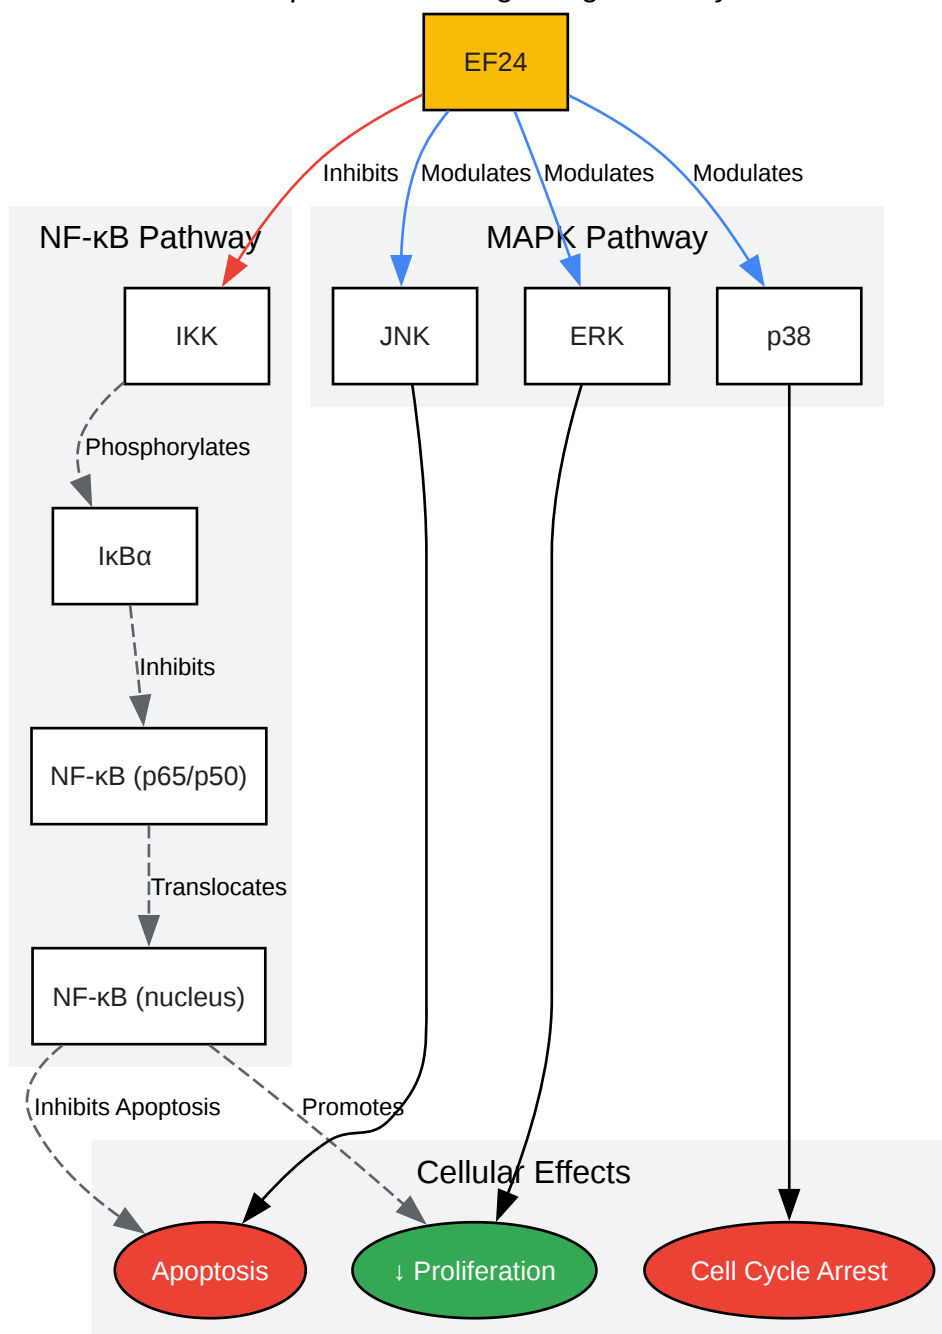 EF24
Inhibits
Modulates
Modulates
Modulates
NF-κB Pathway
MAPK Pathway
IKK
JNK
ERK
p38
Phosphorylates
IκBα
Inhibits
NF-κB (p65/p50)
Translocates
NF-κB (nucleus)
Inhibits Apoptosis
Promotes
Cellular Effects
Apoptosis
↓ Proliferation
Cell Cycle Arrest